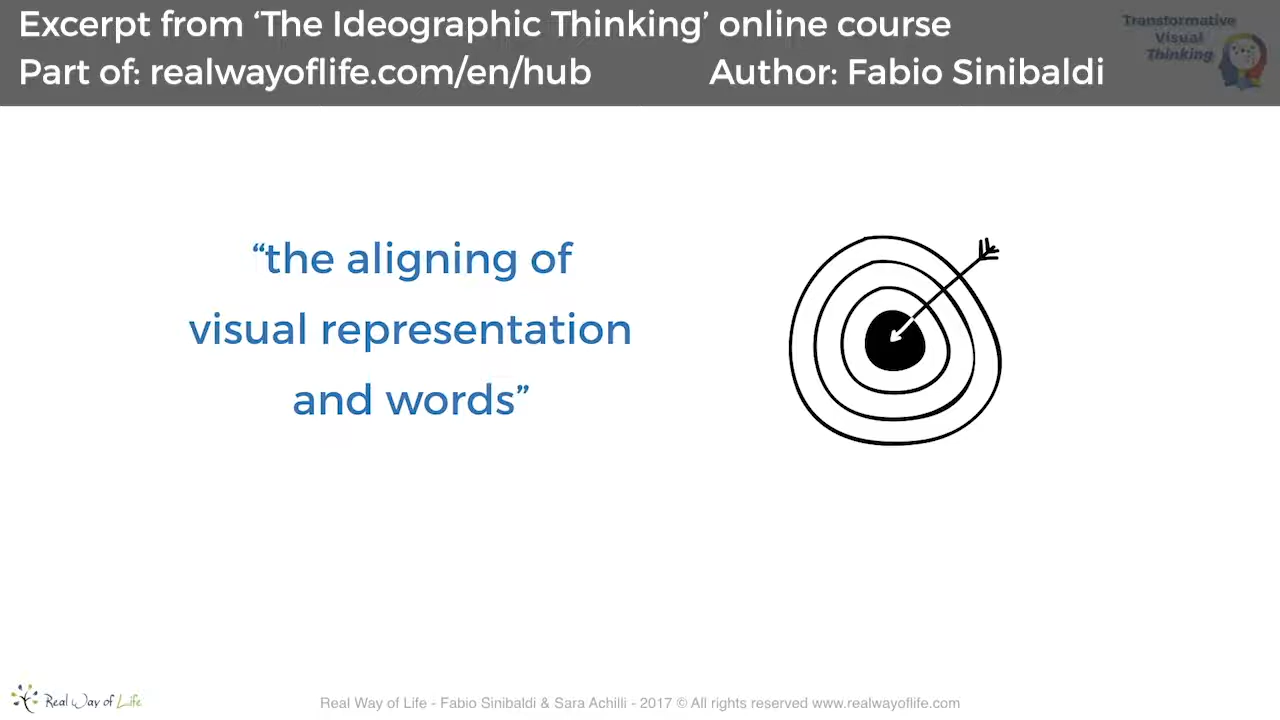 Excerpt from ‘The Ideographic Thinking’ online course
Part of: realwayoflife.com/en/hub Author: Fabio Sinibaldi
Transformative
Visual
Thinking
“the aligning of
visual representation
and words”
Real Way of Life
Real Way of Life - Fabio Sinibaldi & Sara Achilli - 2017 © All rights reserved www.realwayoflife.com